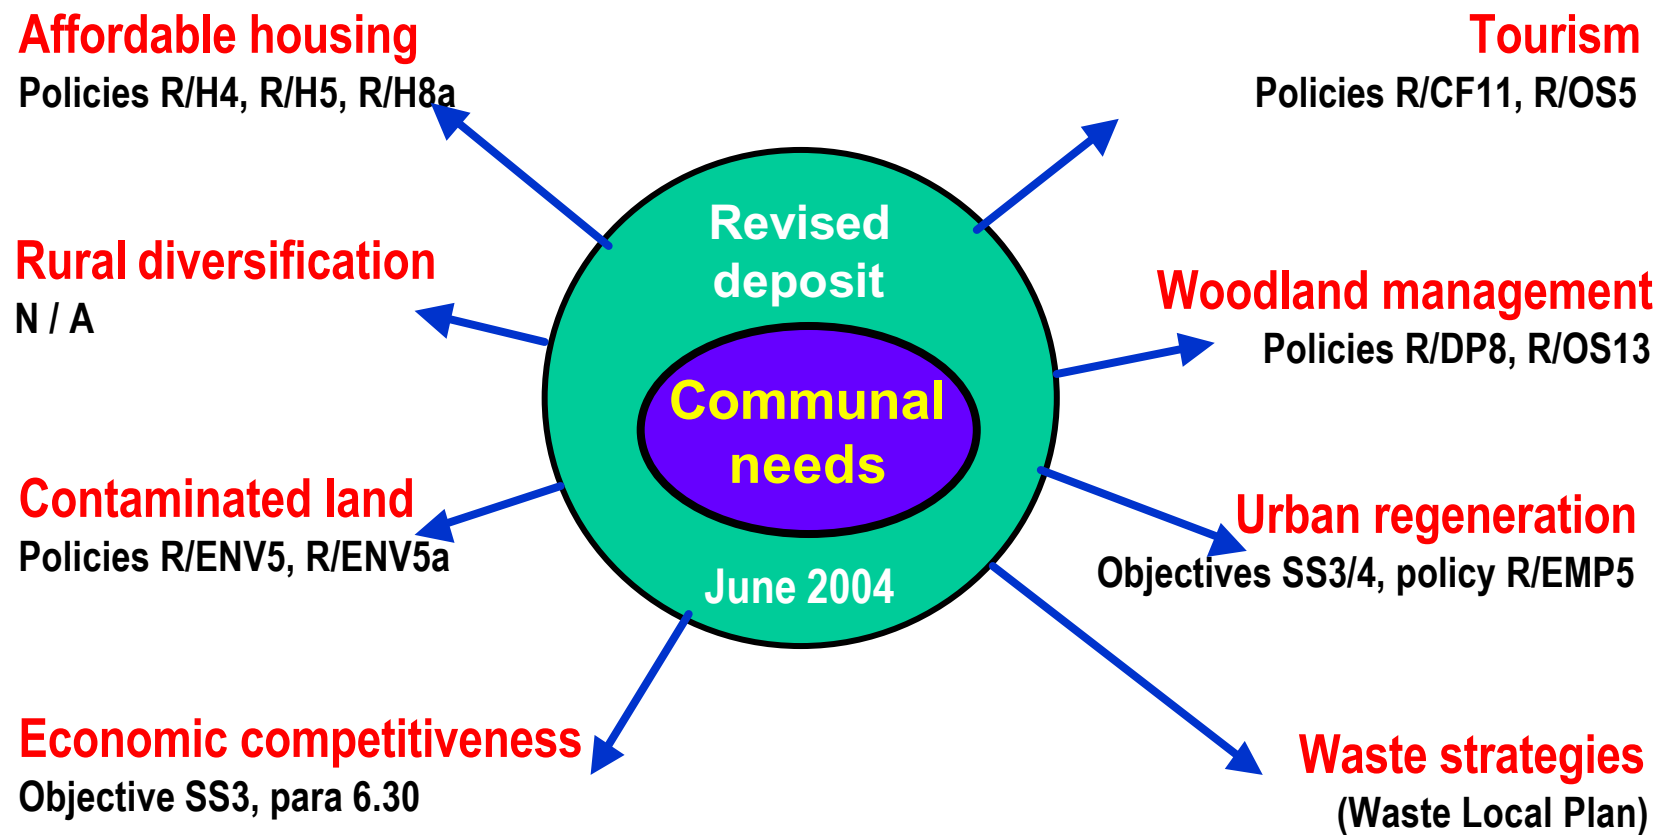 Affordable housing
Policies R/H4, R/H5, R/H8a
Rural diversification
N / A
Contaminated land
Policies R/ENV5, R/ENV5a
Economic competitiveness
Objective SS3, para 6.30
Revised
deposit
Communal
needs
June 2004
Tourism
Policies R/CF11, R/OS5
Woodland management
Policies R/DP8, R/OS13
Urban regeneration
Objectives SS3/4, policy R/EMP5
Waste strategies
(Waste Local Plan)